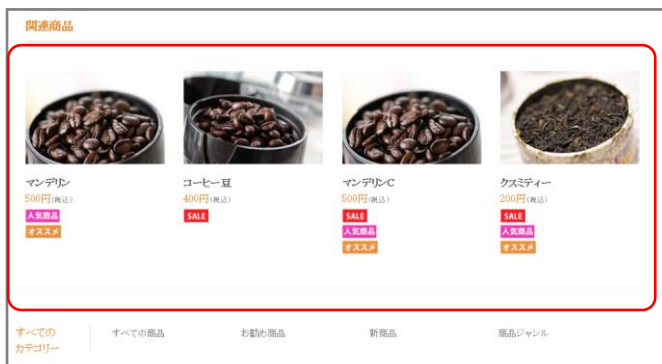 関連商品
マンデリン
500円(税込)
人気商品
オススメ
コーヒー豆
400円(税込)
SALE
マンデリンC
500円(税込)
SALE
人気商品
オススメ
クスミティー
200円(税込)
SALE
人気商品
オススメ
すべての
カテゴリー
すべての商品
お勧め商品
新商品
商品ジャンル